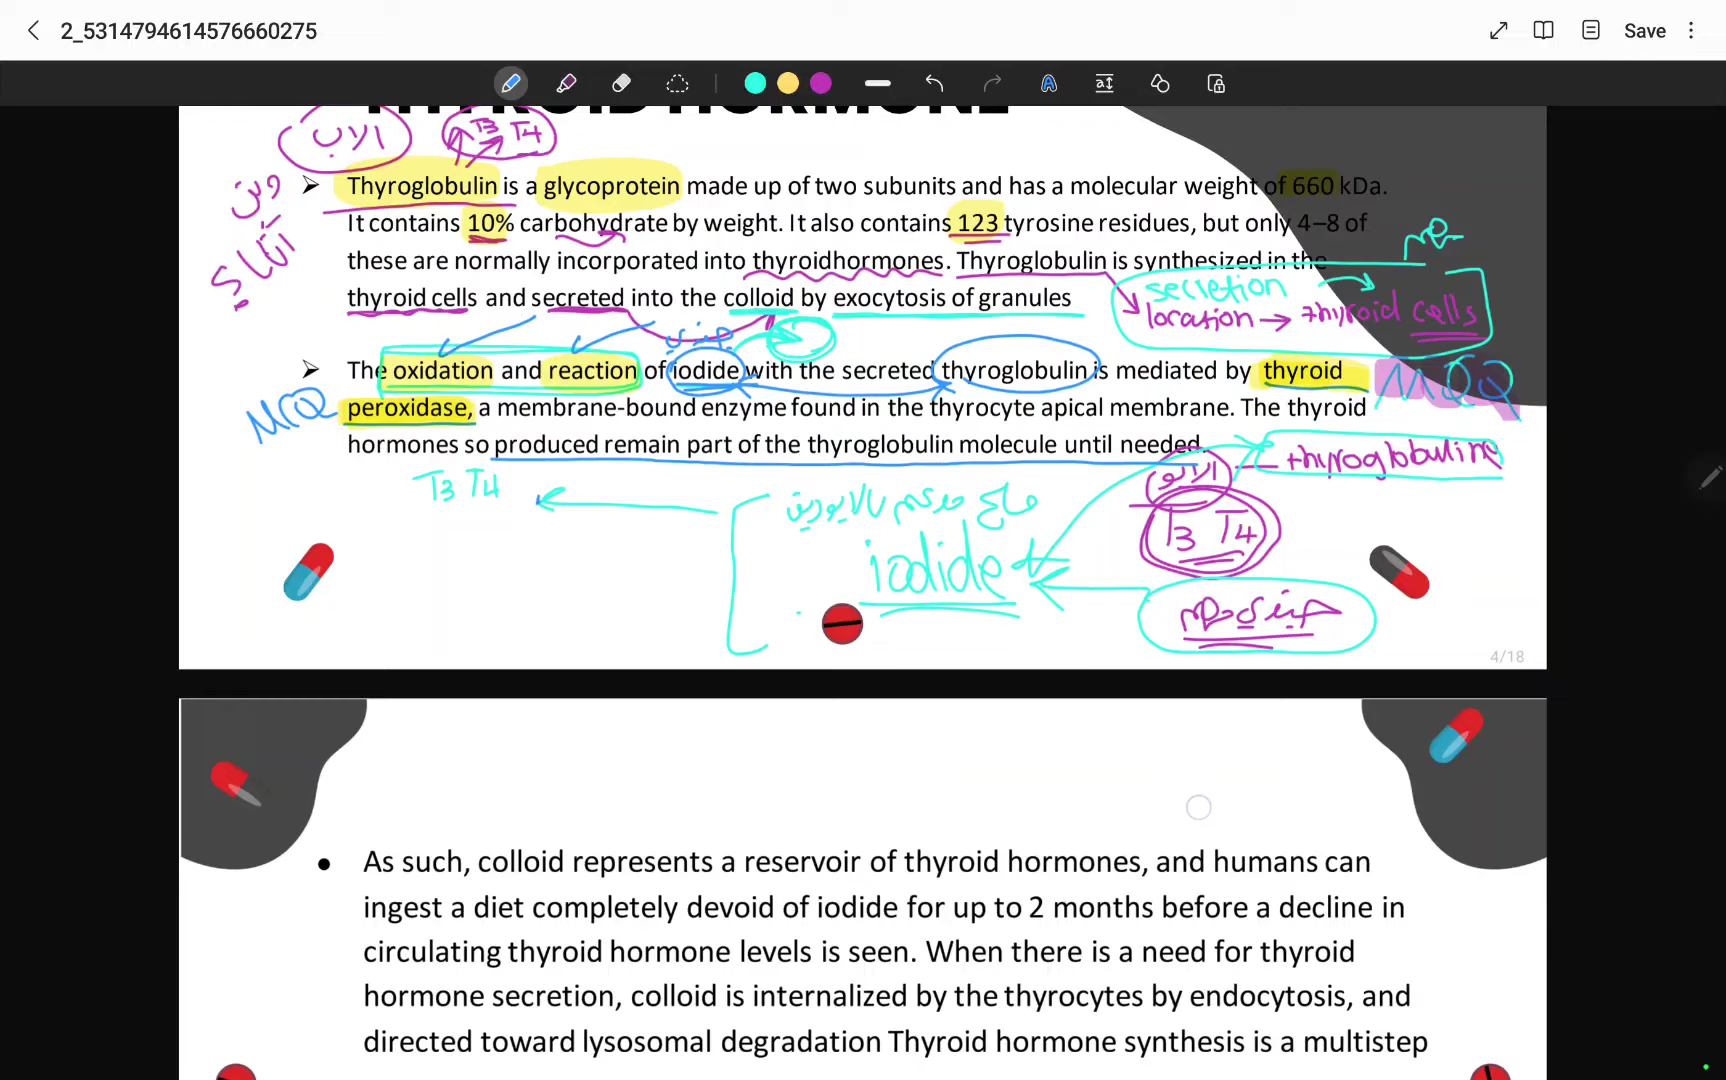 2_5314794614576660275
Save
THYROID HORMONE
الاب
T3 T4
وين
Thyroglobulin is a glycoprotein made up of two subunits and has a molecular weight of 660 kDa.
It contains 10% carbohydrate by weight. It also contains 123 tyrosine residues, but only 4–8 of
these are normally incorporated into thyroidhormones. Thyroglobulin is synthesized in the
thyroid cells and secreted into the colloid by exocytosis of granules
secretion
location → thyroid cells
The oxidation and reaction of iodide with the secreted thyroglobulin is mediated by thyroid
MCQ
MCQ
peroxidase, a membrane-bound enzyme found in the thyrocyte apical membrane. The thyroid
hormones so produced remain part of the thyroglobulin molecule until needed.
thyroglobuline
T3 T4
T3 T4
iodide
4/18
As such, colloid represents a reservoir of thyroid hormones, and humans can
ingest a diet completely devoid of iodide for up to 2 months before a decline in
circulating thyroid hormone levels is seen. When there is a need for thyroid
hormone secretion, colloid is internalized by the thyrocytes by endocytosis, and
directed toward lysosomal degradation Thyroid hormone synthesis is a multistep